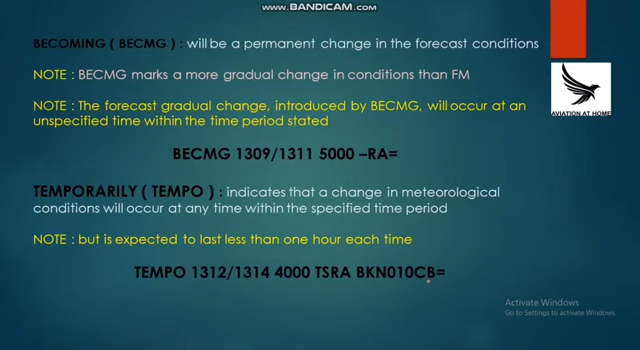 www.BANDICAM.com
BECOMING ( BECMG ) : will be a permanent change in the forecast conditions
NOTE : BECMG marks a more gradual change in conditions than FM
NOTE : The forecast gradual change, introduced by BECMG, will occur at an
unspecified time within the time period stated
AVIATION AT HOME
BECMG 1309/1311 5000 –RA=
TEMPORARILY ( TEMPO ) : indicates that a change in meteorological
conditions will occur at any time within the specified time period
NOTE : but is expected to last less than one hour each time
TEMPO 1312/1314 4000 TSRA BKN010CB=
Activate Windows
Go to Settings to activate Windows.